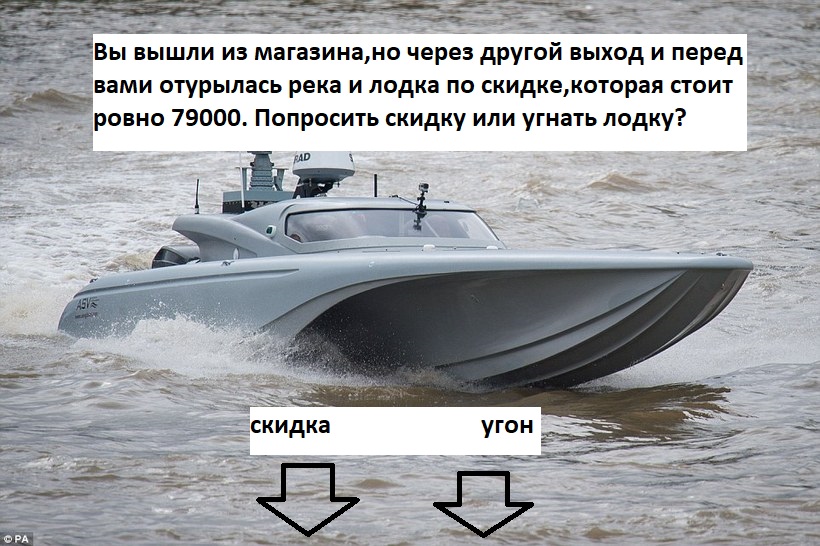 Вы вышли из магазина,но через другой выход и перед
вами отурылась река и лодка по скидке,которая стоит
ровно 79000. Попросить скидку или угнать лодку?
RAD
ASV
скидка угон
© PA